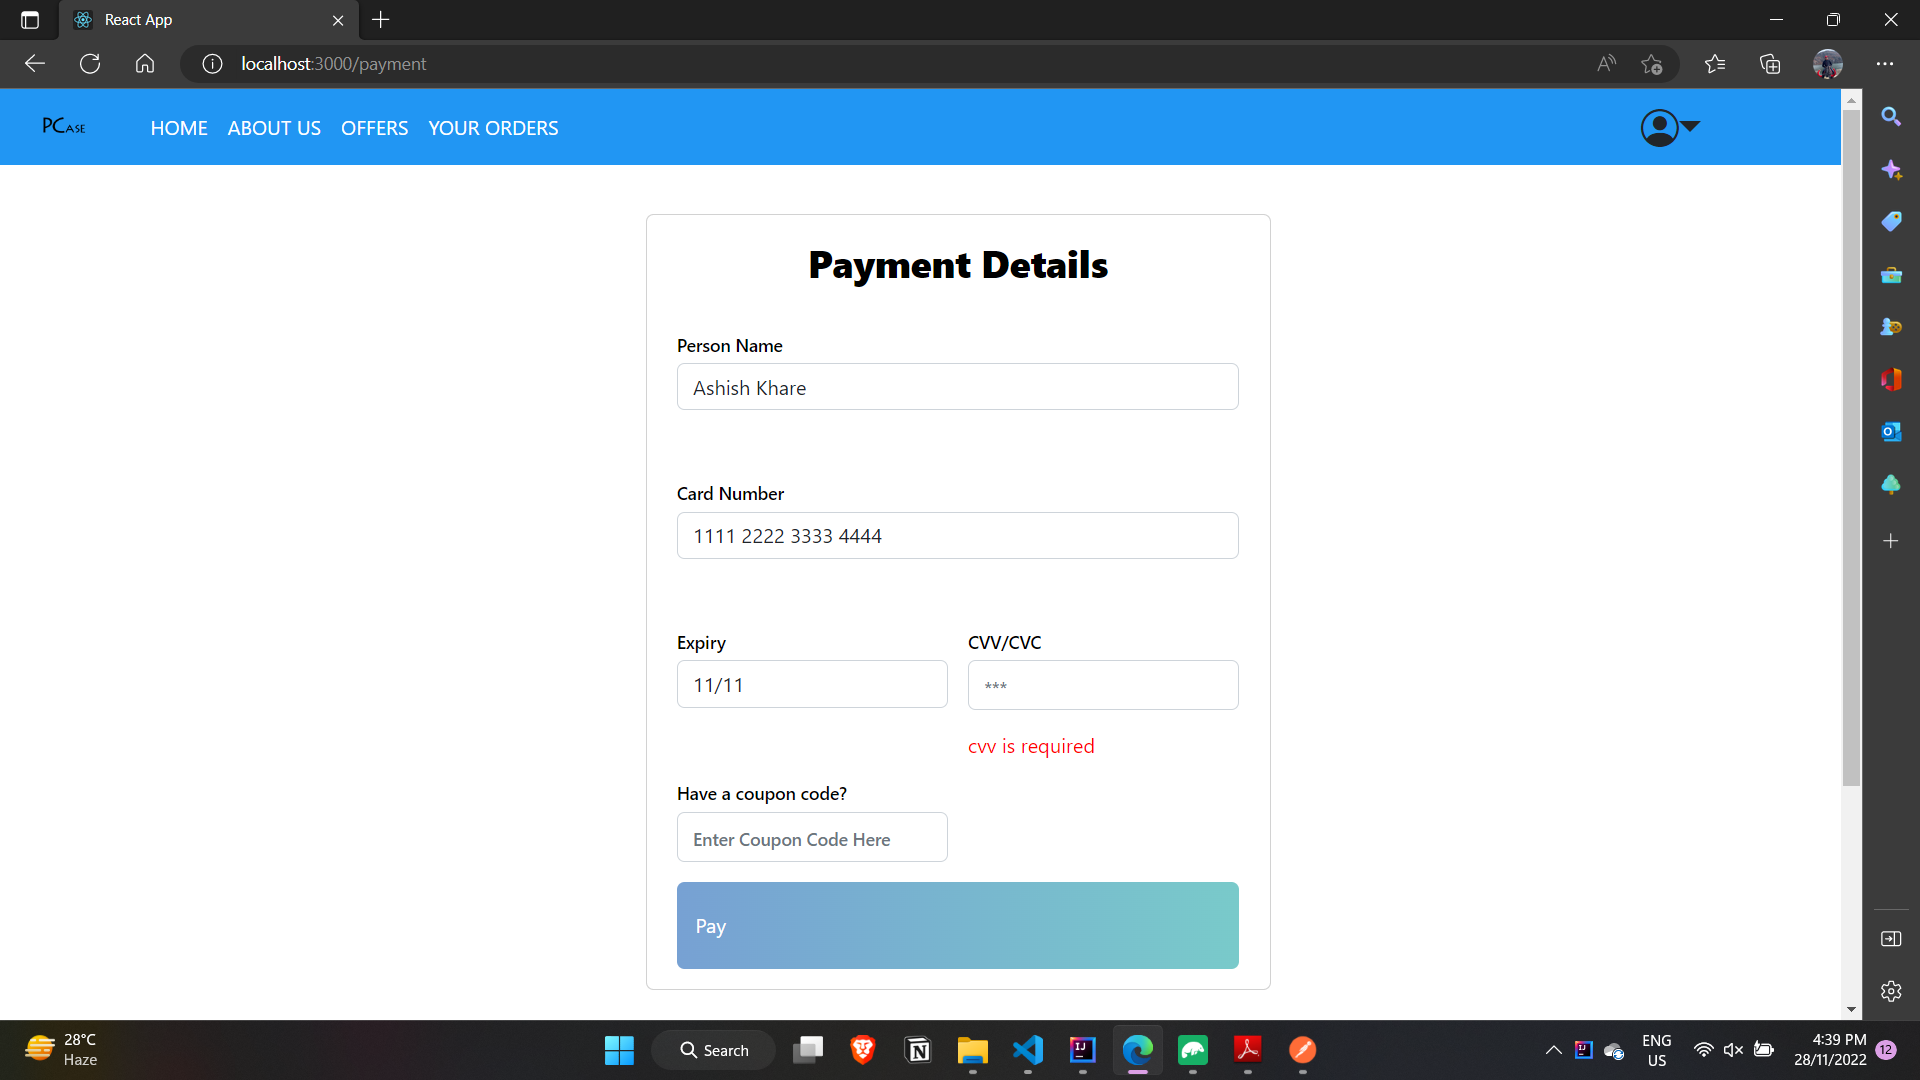 React App
localhost:3000/payment
PCASE
HOME
ABOUT US
OFFERS
YOUR ORDERS
Payment Details
Person Name
Ashish Khare
Card Number
1111 2222 3333 4444
Expiry
CVV/CVC
11/11
***
cvv is required
Have a coupon code?
Enter Coupon Code Here
Pay
28°C
Haze
Search
ENG
US
4:39 PM
28/11/2022
12